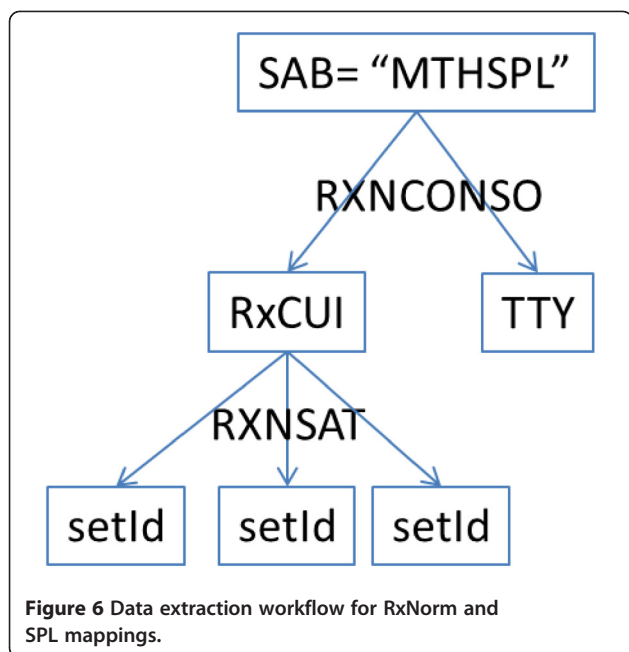 SAB= “MTHSPL”
RXNCONSO
RxCUI
TTY
RXNSAT
setId
setId
setId
Figure 6 Data extraction workflow for RxNorm and
SPL mappings.